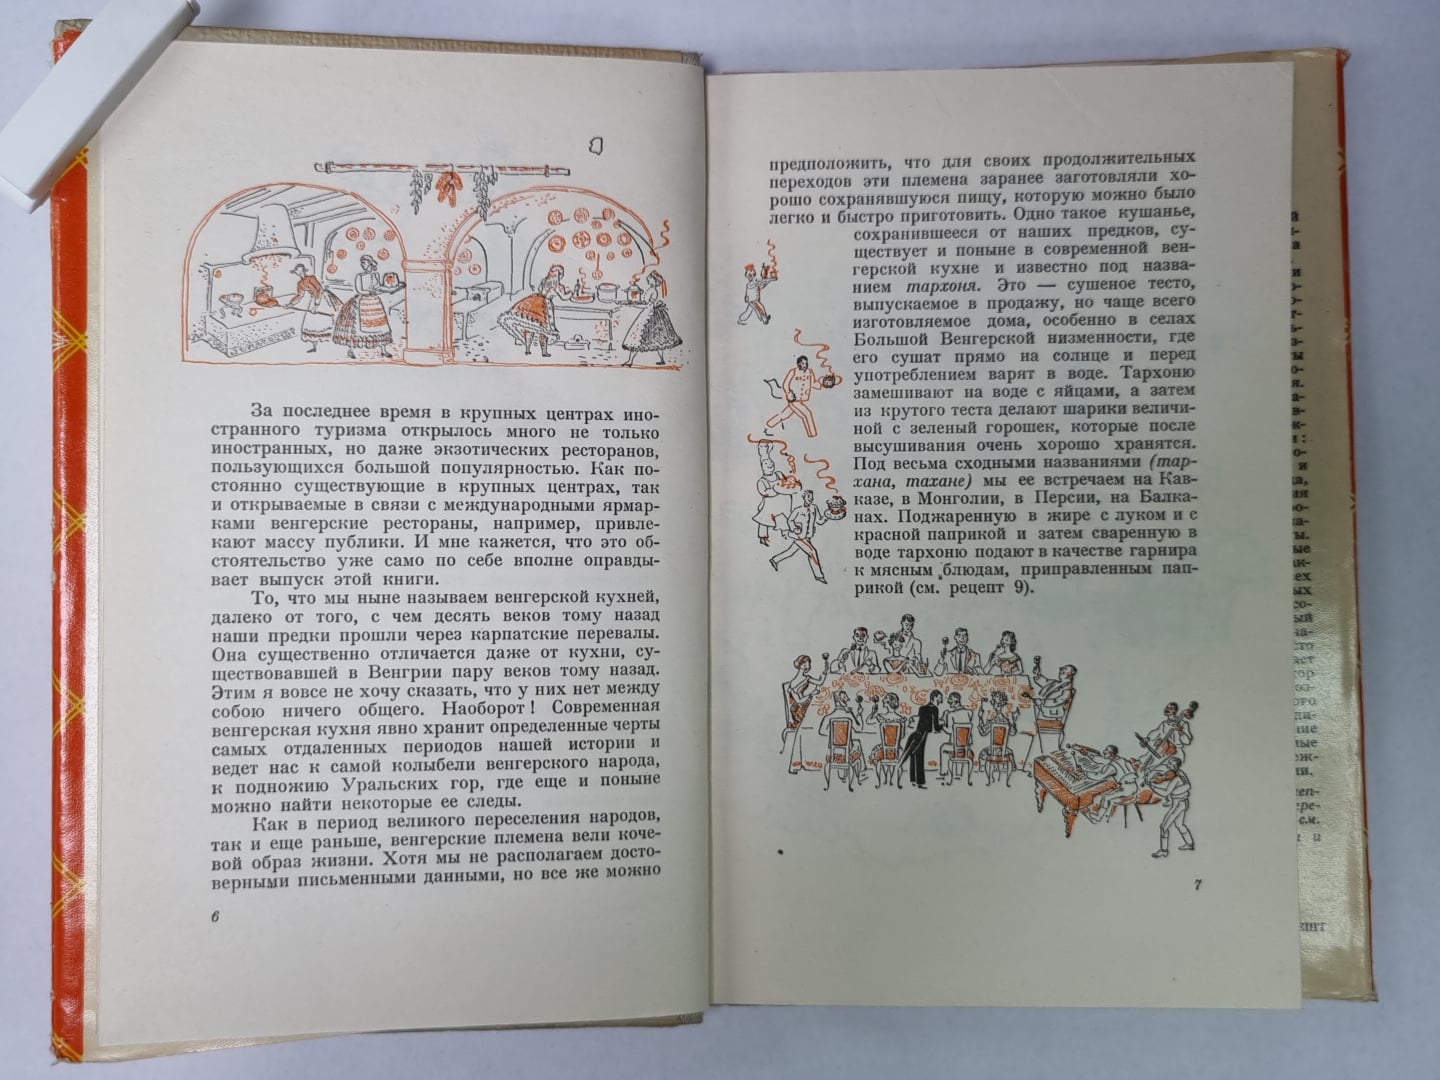 За последнее время в крупных центрах ино-
странного туризма открылось много не только
иностранных, но даже экзотических ресторанов,
пользующихся большой популярностью. Как по-
стоянно существующие в крупных центрах, так
и открываемые в связи с международными ярмар-
ками венгерские рестораны, например, привле-
кают массу публики. И мне кажется, что это об-
стоятельство уже само по себе вполне оправды-
вает выпуск этой книги.
То, что мы ныне называем венгерской кухней,
далеко от того, с чем десять веков тому назад
наши предки прошли через карпатские перевалы.
Она существенно отличается даже от кухни, су-
ществовавшей в Венгрии пару веков тому назад.
Этим я вовсе не хочу сказать, что у них нет между
собою ничего общего. Наоборот! Современная
венгерская кухня явно хранит определенные черты
самых отдаленных периодов нашей истории и
ведет нас к самой колыбели венгерского народа,
к подножию Уральских гор, где еще и поныне
можно найти некоторые ее следы.
Как в период великого переселения народов,
так и еще раньше, венгерские племена вели коче-
вой образ жизни. Хотя мы не располагаем досто-
верными письменными данными, но все же можно
6
предположить, что для своих продолжительных
переходов эти племена заранее заготовляли хо-
рошо сохранявшуюся пищу, которую можно было
легко и быстро приготовить. Одно такое кушанье,
сохранившееся от наших предков, су-
ществует и поныне в современной вен-
герской кухне и известно под назва-
нием тархоня. Это — сушеное тесто,
выпускаемое в продажу, но чаще всего
изготовляемое дома, особенно в селах
Большой Венгерской низменности, где
его сушат прямо на солнце и перед
употреблением варят в воде. Тархоню
замешивают на воде с яйцами, а затем
из крутого теста делают шарики величи-
ной с зеленый горошек, которые после
высушивания очень хорошо хранятся.
Под весьма сходными названиями (тар-
хана, тахане) мы ее встречаем на Кав-
казе, в Монголии, в Персии, на Балка-
нах. Поджаренную в жире с луком и с
красной паприкой и затем сваренную в
воде тархоню подают в качестве гарнира
к мясным блюдам, приправленным пап-
рикой (см. рецепт 9).
7